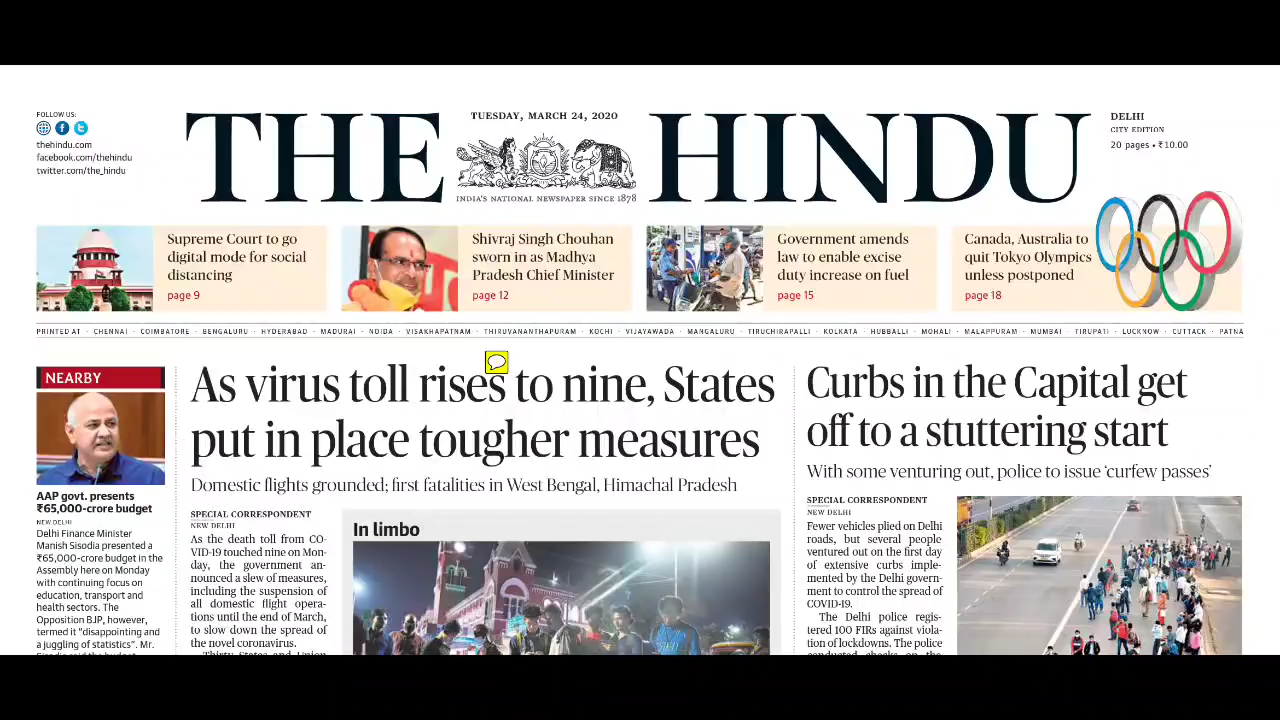 FOLLOW US:
thehindu.com
facebook.com/thehindu
twitter.com/the_hindu
THE HINDU
TUESDAY, MARCH 24, 2020
INDIA'S NATIONAL NEWSPAPER SINCE 1878
DELHI
CITY EDITION
20 pages • ₹10.00
Supreme Court to go
digital mode for social
distancing
page 9
Shivraj Singh Chouhan
sworn in as Madhya
Pradesh Chief Minister
page 12
Government amends
law to enable excise
duty increase on fuel
page 15
Canada, Australia to
quit Tokyo Olympics
unless postponed
page 18
PRINTED AT · CHENNAI · COIMBATORE · BENGALURU · HYDERABAD · MADURAI · NOIDA · VISAKHAPATNAM · THIRUVANANTHAPURAM · KOCHI · VIJAYAWADA · MANGALURU · TIRUCHIRAPALLI · KOLKATA · HUBBALLI · MOHALI · MALAPPURAM · MUMBAI · TIRUPATI · LUCKNOW · CUTTACK · PATNA
NEARBY
AAP govt. presents
₹65,000-crore budget
NEW DELHI
Delhi Finance Minister
Manish Sisodia presented a
₹65,000-crore budget in the
Assembly here on Monday
with continuing focus on
education, transport and
health sectors. The
Opposition BJP, however,
termed it "disappointing and
a juggling of statistics". Mr.
As virus toll rises to nine, States
put in place tougher measures
Domestic flights grounded; first fatalities in West Bengal, Himachal Pradesh
SPECIAL CORRESPONDENT
NEW DELHI
As the death toll from CO-
VID-19 touched nine on Mon-
day, the government an-
nounced a slew of measures,
including the suspension of
all domestic flight opera-
tions until the end of March,
to slow down the spread of
the novel coronavirus.
Thirty States and Union
In limbo
Curbs in the Capital get
off to a stuttering start
With some venturing out, police to issue 'curfew passes'
SPECIAL CORRESPONDENT
NEW DELHI
Fewer vehicles plied on Delhi
roads, but several people
ventured out on the first day
of extensive curbs imple-
mented by the Delhi govern-
ment to control the spread of
COVID-19.
The Delhi police regis-
tered 100 FIRs against viola-
tion of lockdowns. The police
conducted checks on the